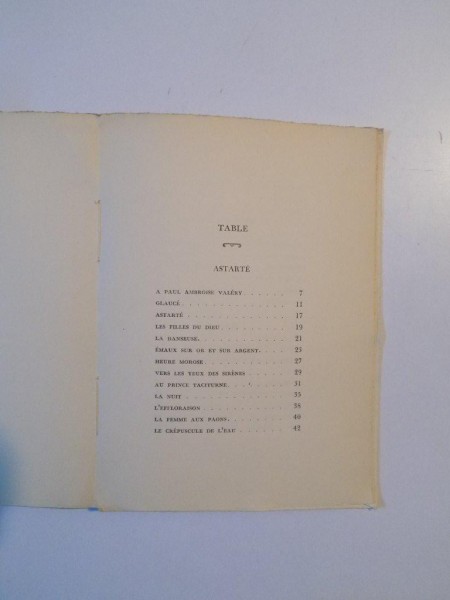 TABLE
ASTARTÉ
A PAUL AMBROISE VALÉRY. . . . . . 7
GLAUCÉ. . . . . . . . . . . . . 11
ASTARTÉ . . . . . . . . . . . . 17
LES FILLES DU DIEU . . . . . . . . 19
LA DANSEUSE. . . . . . . . . . . 21
ÉMAUX SUR OR ET SUR ARGENT. . . . 25
HEURE MOROSE. . . . . . . . . . 27
VERS LES YEUX DES SIRÈNES . . . . . 29
AU PRINCE TACITURNE. . . . . . . . 31
LA NUIT . . . . . . . . . . . . 33
L'EFFLORAISON . . . . . . . . . . 38
LA FEMME AUX PAONS. . . . . . . . 40
LE CRÉPUSCULE DE L'EAU . . . . . . 42